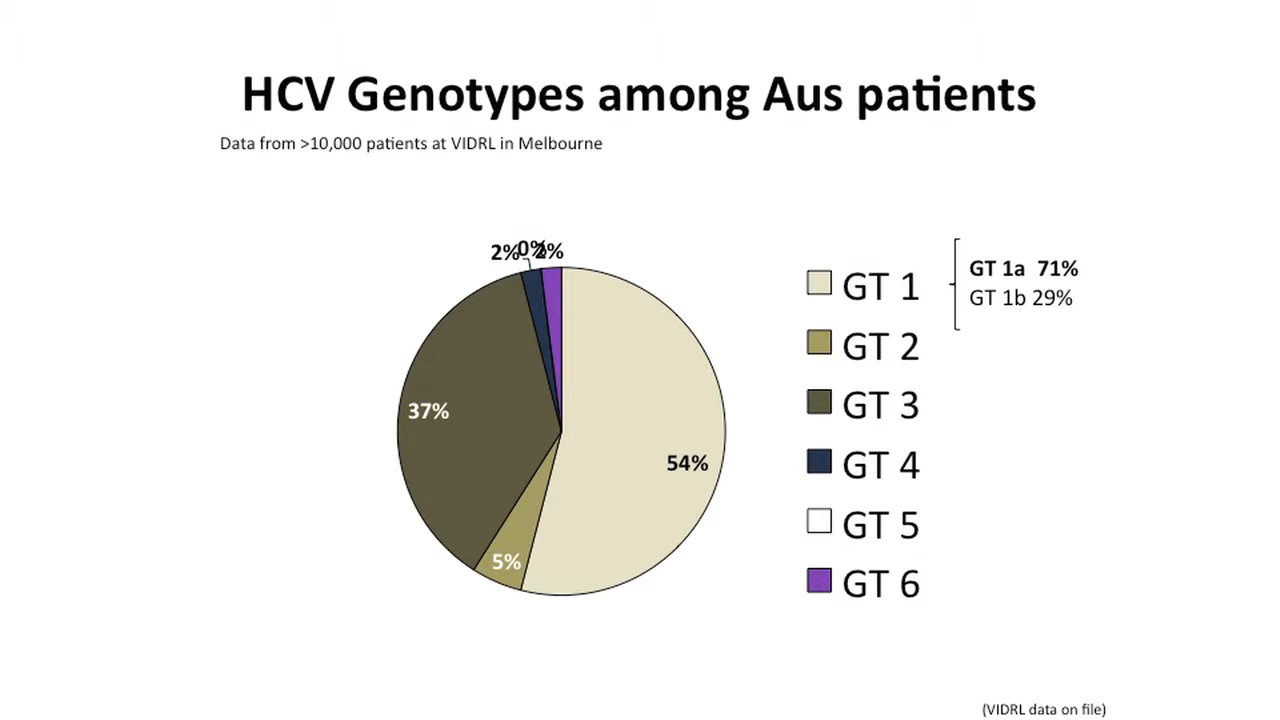 HCV Genotypes among Aus patients
Data from >10,000 patients at VIDRL in Melbourne
2%
0%
2%
37%
54%
5%
GT 1
GT 2
GT 3
GT 4
GT 5
GT 6
GT 1a 71%
GT 1b 29%
(VIDRL data on file)